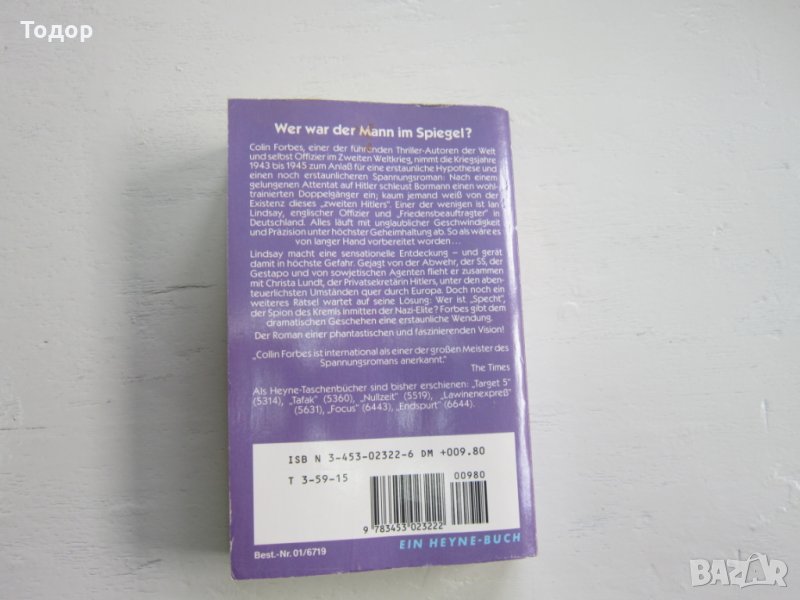 Тодор
Wer war der Mann im Spiegel?
Colin Forbes, einer der führenden Thriller-Autoren der Welt
und selbst Offizier im Zweiten Weltkrieg, nimmt die Kriegsjahre
1943 bis 1945 zum Anlaß für eine erstaunliche Hypothese und
einen noch erstaunlicheren Spannungsroman: Nach einem
gelungenen Attentat auf Hitler schleust Bormann einen wohl-
trainierten Doppelgänger ein; kaum jemand weiß von der
Existenz dieses „zweiten Hitlers". Einer der wenigen ist Ian
Lindsay, englischer Offizier und „Friedensbeauftragter" in
Deutschland. Alles läuft mit unglaublicher Geschwindigkeit
und Präzision unter höchster Geheimhaltung ab. So als wäre es
von langer Hand vorbereitet worden...
Lindsay macht eine sensationelle Entdeckung – und gerät
damit in höchste Gefahr. Gejagt von der Abwehr, der SS, der
Gestapo und von sowjetischen Agenten flieht er zusammen
mit Christa Lundt, der Privatsekretärin Hitlers, unter den aben-
teuerlichsten Umständen quer durch Europa. Doch noch ein
weiteres Rätsel wartet auf seine Lösung: Wer ist „Specht",
der Spion des Kremls inmitten der Nazi-Elite? Forbes gibt dem
dramatischen Geschehen eine erstaunliche Wendung.
Der Roman einer phantastischen und faszinierenden Vision!
„Collin Forbes ist international als einer der großen Meister des
Spannungsromans anerkannt."
The Times
Als Heyne-Taschenbücher sind bisher erschienen: „Target 5"
(5314), „Tafak" (5360), „Nullzeit" (5519), „Lawinenexpreß"
(5631), „Focus" (6443), „Endspurt" (6644).
ISB N 3-453-02322-6 DM +009.80
T 3-59-15 00980
9 783453 023222
EIN HEYNE-BUCH
Best.-Nr. 01/6719
BAZAR